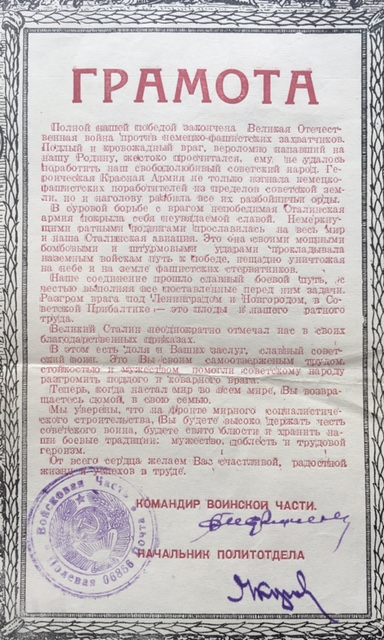 ГРАМОТА
Полной нашей победой закончена Великая Отечест-
венная война против немецко-фашистских захватчиков.
Подлый и кровожадный враг, вероломно напавший на
нашу Родину, жестоко просчитался, ему не удалось
поработить наш свободолюбивый советский народ. Ге-
роическая Красная Армия не только изгнала немецко-
фашистских поработителей из пределов советской зем-
ли, но и наголову разбила все их разбойничьи орды.
В суровой борьбе с врагом непобедимая Сталинская
армия покрыла себя неувядаемой славой. Немеркну-
щими ратными подвигами прославилась на весь мир
и наша Сталинская авиация. Это она своими мощными
бомбовыми и штурмовыми ударами прокладывала
наземным войскам путь к победе, нещадно уничтожая
на небе и на земле фашистских стервятников.
Наше соединение прошло славный боевой путь, с
честью выполняя все поставленные перед ним задачи.
Разгром врага под Ленинградом и Новгородом, в Со-
ветской Прибалтике — это плоды и нашего ратного
труда.
Великий Сталин неоднократно отмечал нас в своих
благодарственных приказах.
В этом есть доля и Ваших заслуг, славный совет-
ский воин. Это Вы своим самоотверженным трудом,
стойкостью и мужеством помогли советскому народу
разгромить подлого и коварного врага.
Теперь, когда настал мир во всем мире, Вы возвра-
щаетесь домой, в свою семью.
Мы уверены, что на фронте мирного социалистиче-
ского строительства, Вы будете высоко держать честь
советского воина, будете свято блюсти и хранить на-
ши боевые традиции: мужество, доблесть и трудовой
героизм.
От всего сердца желаем Вам счастливой, радостной
жизни и успехов в труде.
КОМАНДИР ВОИНСКОЙ ЧАСТИ.
НАЧАЛЬНИК ПОЛИТОТДЕЛА
Войсковая Часть
Полевая Почта 06856